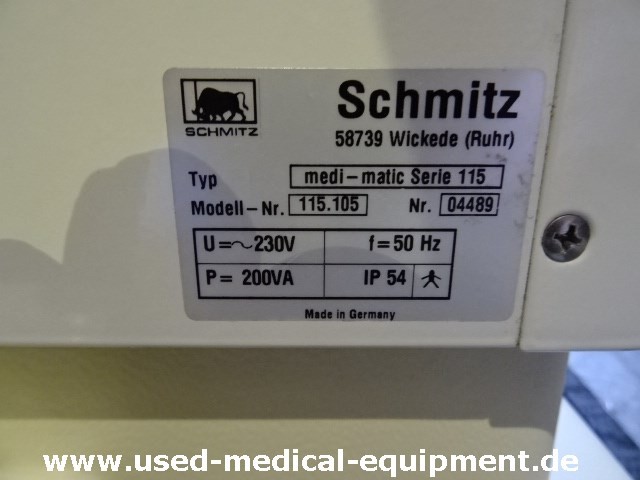 SCHMITZ
Schmitz
58739 Wickede (Ruhr)
Typ medi-matic Serie 115
Modell-Nr. 115.105 Nr. 04489
U=~230V f=50 Hz
P= 200VA IP 54
Made in Germany
www.used-medical-equipment.de